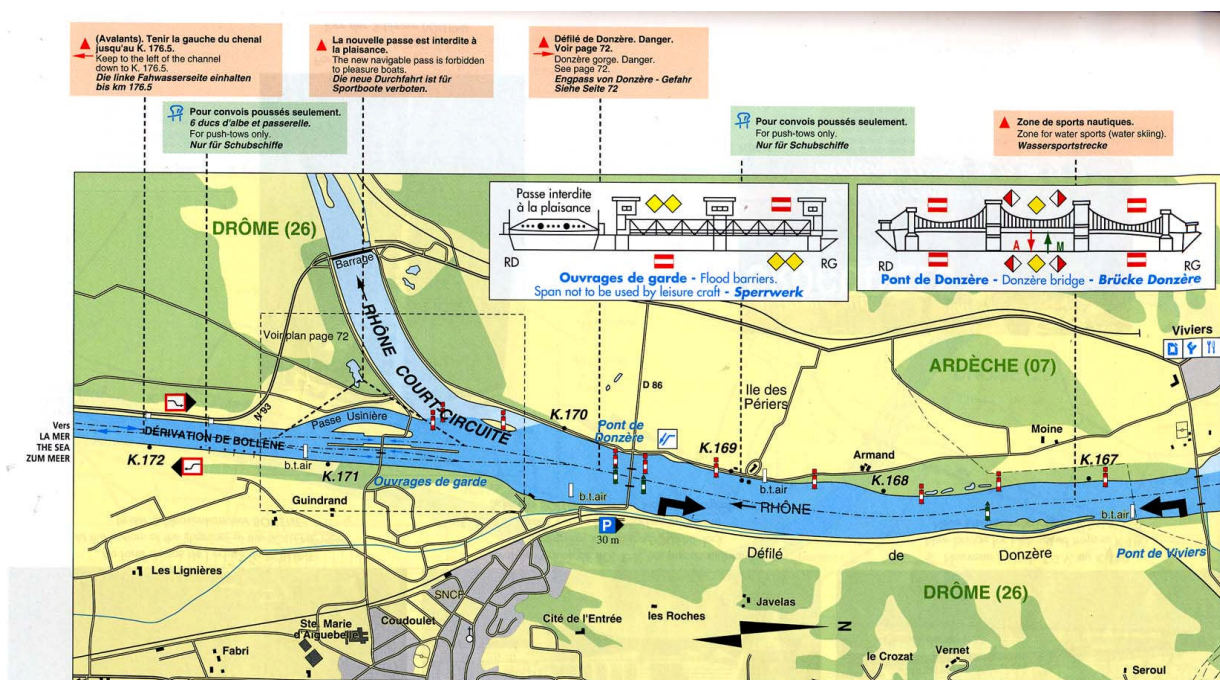 (Avalants). Tenir la gauche du chenal
jusqu'au K. 176.5.
Keep to the left of the channel
down to K. 176.5.
Die linke Fahwasserseite einhalten
bis km 176.5
La nouvelle passe est interdite à
la plaisance.
The new navigable pass is forbidden
to pleasure boats.
Die neue Durchfahrt ist für
Sportboote verboten.
Défilé de Donzère. Danger.
Voir page 72.
Donzère gorge. Danger.
See page 72.
Engpass von Donzère - Gefahr
Siehe Seite 72
Pour convois poussés seulement.
6 ducs d'albe et passerelle.
For push-tows only.
Nur für Schubschiffe
Pour convois poussés seulement.
For push-tows only.
Nur für Schubschiffe
Zone de sports nautiques.
Zone for water sports (water skiing).
Wassersportstrecke
Passe interdite
à la plaisance
RD
RG
Ouvrages de garde - Flood barriers.
Span not to be used by leisure craft - Sperrwerk
A
M
RD
RG
Pont de Donzère - Donzère bridge - Brücke Donzère
DRÔME (26)
Barrage
RHÔNE
COURT-CIRCUITÉ
Voir plan page 72
N 93
Passe Usinière
DÉRIVATION DE BOLLÈNE
Vers
LA MER
THE SEA
ZUM MEER
K.172
K.171
b.t.air
Ouvrages de garde
K.170
Pont de
Donzère
D 86
Ile des
Périers
K.169
b.t.air
Armand
K.168
Moine
K.167
ARDÈCHE (07)
Viviers
RHÔNE
b.t.air
b.t.air
Pont de Viviers
P
30 m
Défilé
de
Donzère
Guindrand
Les Lignières
SNCF
Ste. Marie
d'Aiguebelle
Coudoulet
Fabri
Cité de l'Entrée
les Roches
Javelas
N
DRÔME (26)
le Crozat
Vernet
Seroul